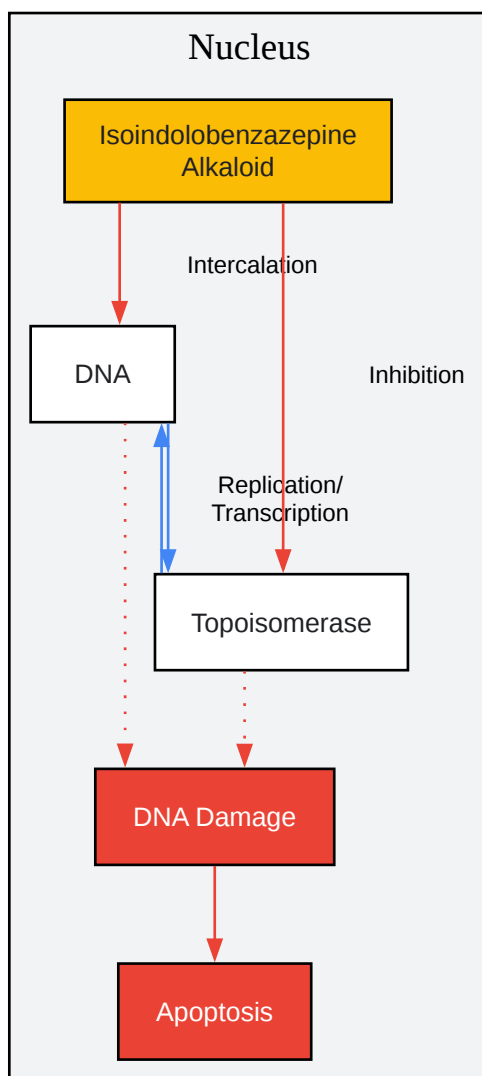 Nucleus
Isoindolobenzazepine
Alkaloid
Intercalation
DNA
Inhibition
Replication/
Transcription
Topoisomerase
DNA Damage
Apoptosis